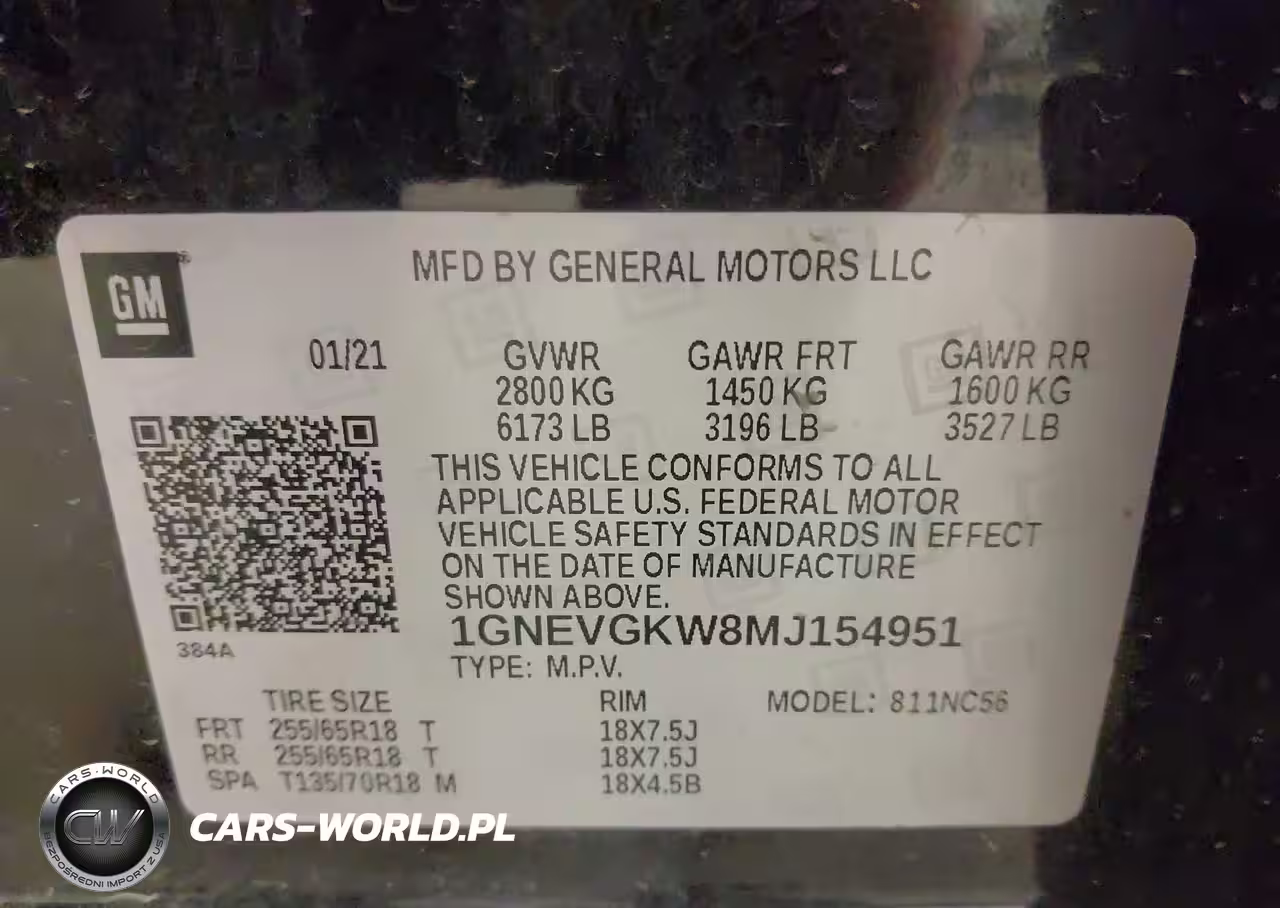 GM
MFD BY GENERAL MOTORS LLC
01/21 GVWR GAWR FRT GAWR RR
2800 KG 1450 KG 1600 KG
6173 LB 3196 LB 3527 LB
THIS VEHICLE CONFORMS TO ALL
APPLICABLE U.S. FEDERAL MOTOR
VEHICLE SAFETY STANDARDS IN EFFECT
ON THE DATE OF MANUFACTURE
SHOWN ABOVE.
1GNEVGKW8MJ154951
384A
TYPE: M.P.V.
TIRE SIZE RIM MODEL: 811NC56
FRT 255/65R18 T 18X7.5J
RR 255/65R18 T 18X7.5J
SPA T135/70R18 M 18X4.5B
CARS-WORLD
CW
BEZPOŚREDNI IMPORT Z USA
CARS-WORLD.PL